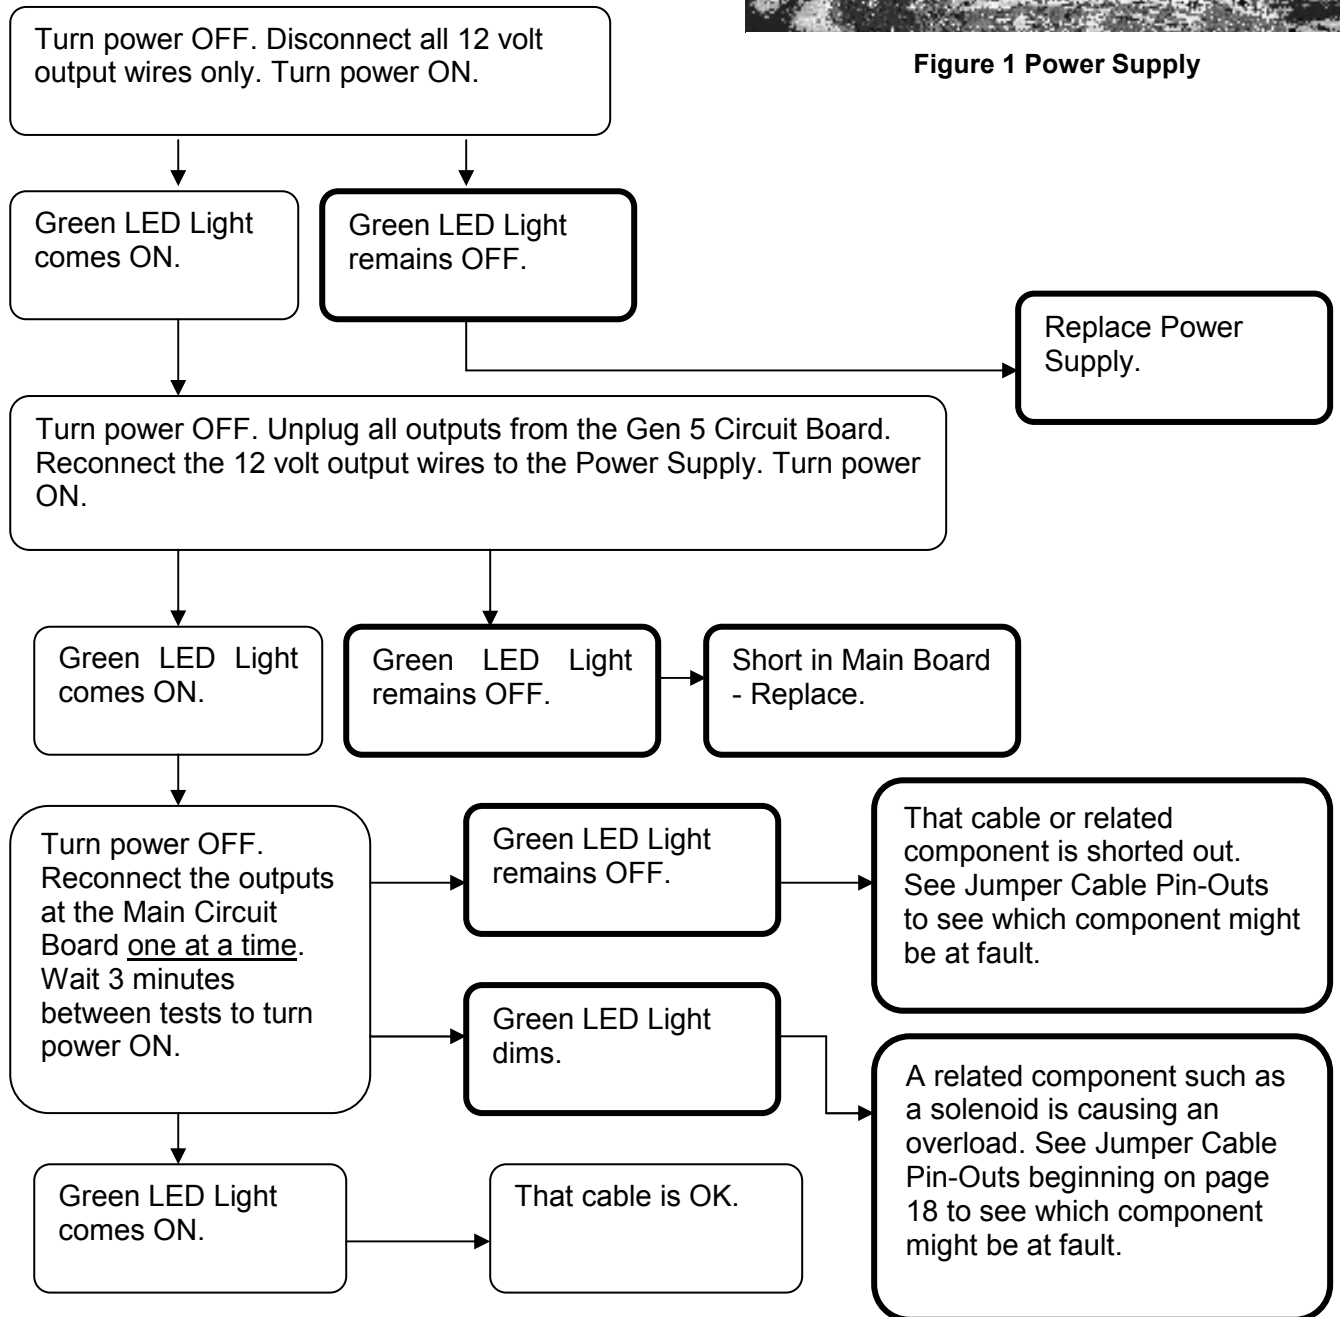 Turn power OFF. Disconnect all 12 volt
output wires only. Turn power ON.
Figure 1 Power Supply
Green LED Light
comes ON.
Green LED Light
remains OFF.
Replace Power
Supply.
Turn power OFF. Unplug all outputs from the Gen 5 Circuit Board.
Reconnect the 12 volt output wires to the Power Supply. Turn power
ON.
Green LED Light
comes ON.
Green LED Light
remains OFF.
Short in Main Board
- Replace.
Turn power OFF.
Reconnect the outputs
at the Main Circuit
Board one at a time.
Wait 3 minutes
between tests to turn
power ON.
Green LED Light
remains OFF.
That cable or related
component is shorted out.
See Jumper Cable Pin-Outs
to see which component might
be at fault.
Green LED Light
dims.
A related component such as
a solenoid is causing an
overload. See Jumper Cable
Pin-Outs beginning on page
18 to see which component
might be at fault.
Green LED Light
comes ON.
That cable is OK.